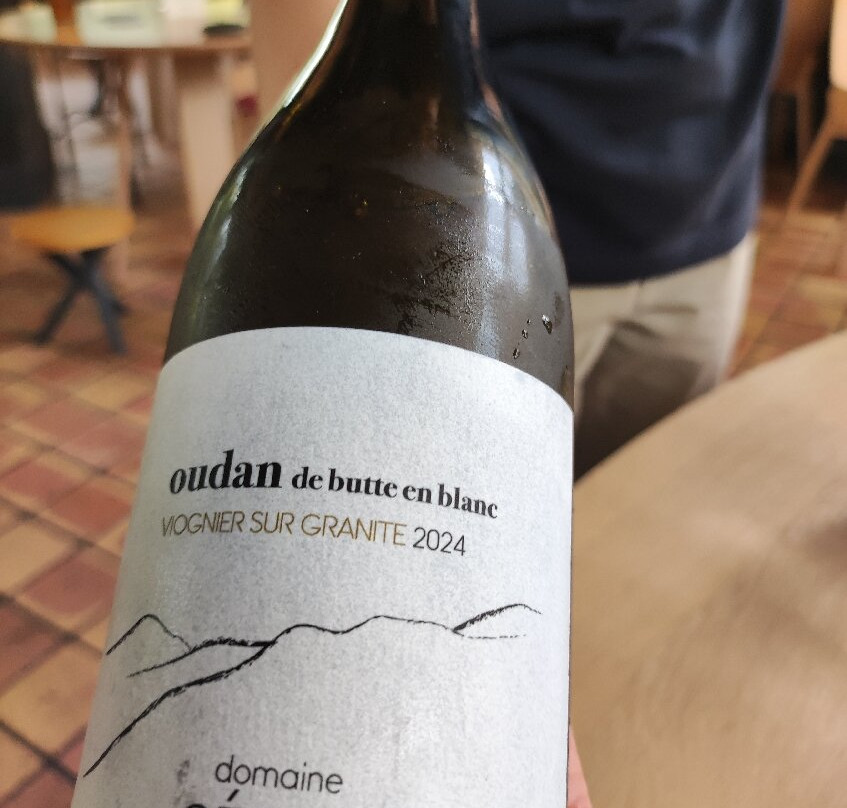 oudan de butte en blanc
VIOGNIER SUR GRANITE 2024
domaine